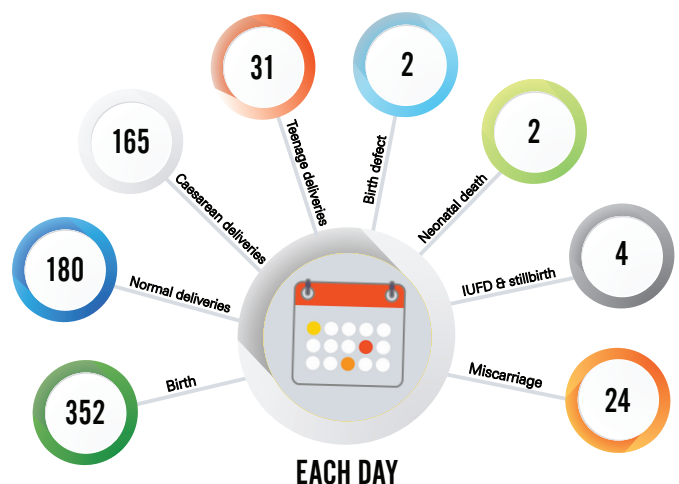 31
Teenage deliveries
2
Birth defect
2
Neonatal death
165
Caesarean deliveries
180
Normal deliveries
4
IUFD & stillbirth
352
Birth
24
Miscarriage
EACH DAY